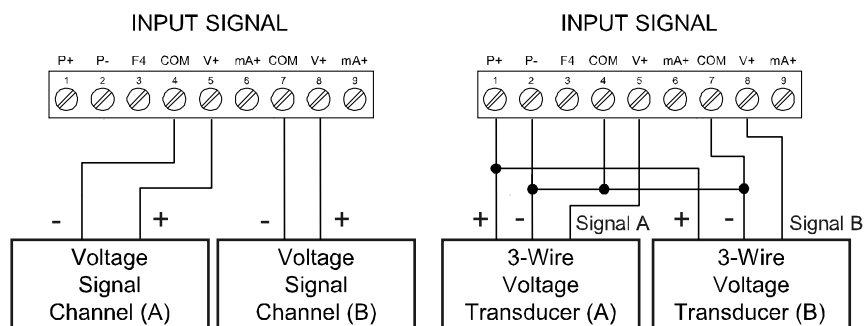 INPUT SIGNAL
P+ P- F4 COM V+ mA+ COM V+ mA+
1 2 3 4 5 6 7 8 9
- + - +
Voltage
Signal
Channel (A)
Voltage
Signal
Channel (B)
INPUT SIGNAL
P+ P- F4 COM V+ mA+ COM V+ mA+
1 2 3 4 5 6 7 8 9
+ - Signal A + - Signal B
3-Wire
Voltage
Transducer (A)
3-Wire
Voltage
Transducer (B)